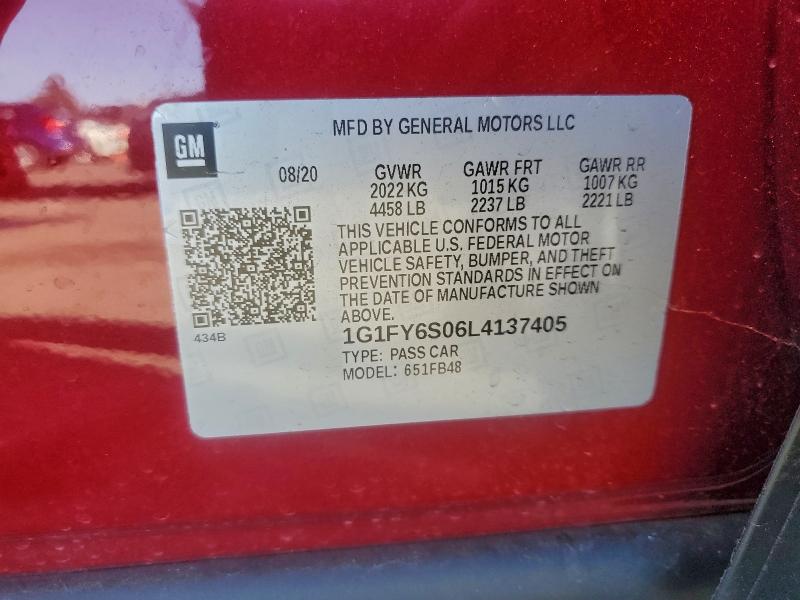 GM
MFD BY GENERAL MOTORS LLC
08/20 GVWR GAWR FRT GAWR RR
2022 KG 1015 KG 1007 KG
4458 LB 2237 LB 2221 LB
THIS VEHICLE CONFORMS TO ALL
APPLICABLE U.S. FEDERAL MOTOR
VEHICLE SAFETY, BUMPER, AND THEFT
PREVENTION STANDARDS IN EFFECT ON
THE DATE OF MANUFACTURE SHOWN
ABOVE.
434B
1G1FY6S06L4137405
TYPE: PASS CAR
MODEL: 651FB48